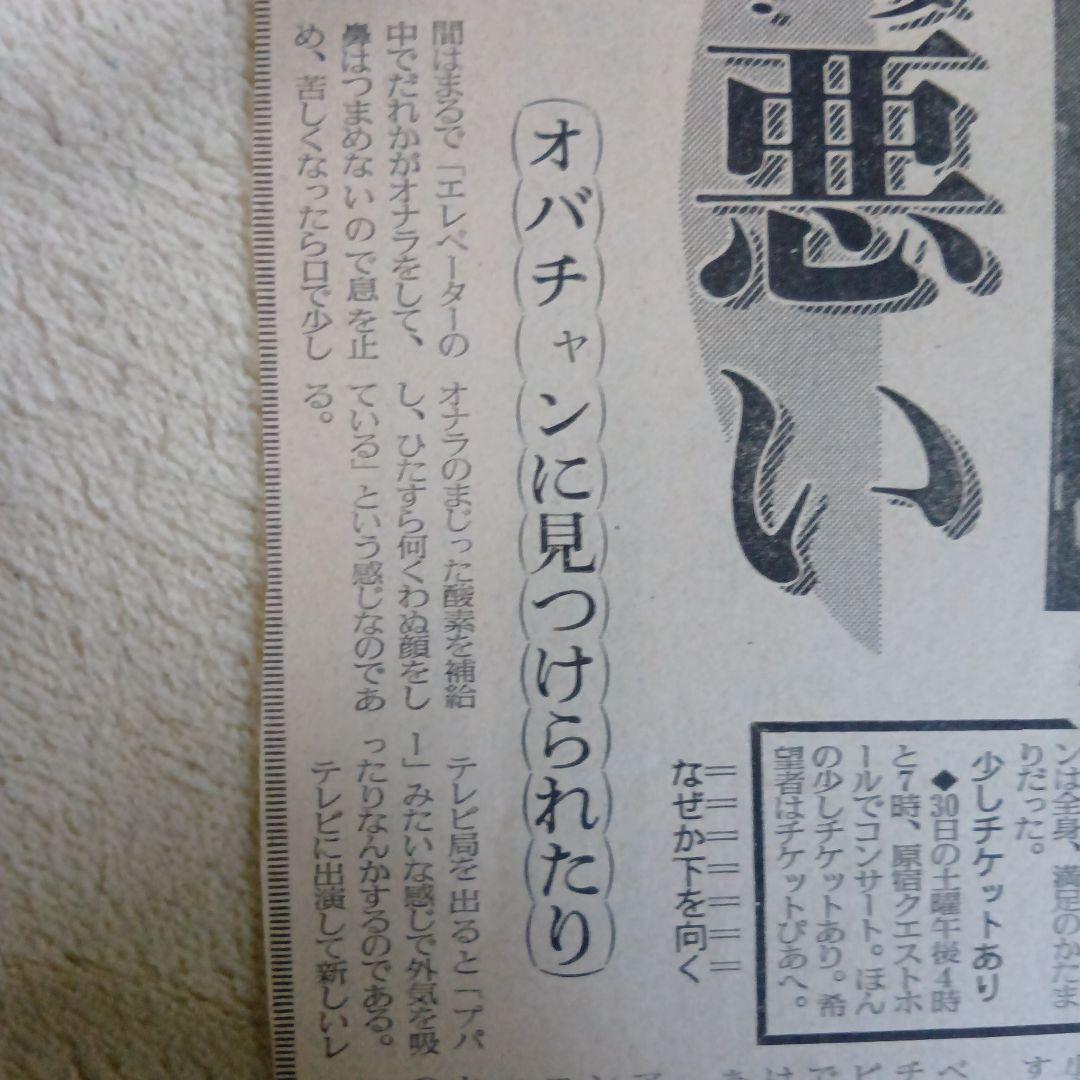 悪い
ンは全身、満足のかたま
りだった。
少しチケットあり
◆30日の土曜午後4時
と7時、原宿クエストホ
ールでコンサート。ほん
の少しチケットあり。希
望者はチケットぴあへ。
なぜか下を向く
オバチャンに見つけられたり
間はまるで「エレベーターの
中でだれかがオナラをして、
鼻はつまめないので息を止
め、苦しくなったら口で少し
オナラのまじった酸素を補給
し、ひたすら何くわぬ顔をし
ている」という感じなのであ
る。
テレビ局を出ると「プパ
ー」みたいな感じで外気を吸
ったりなんかするのである。
テレビに出演して新しいレ